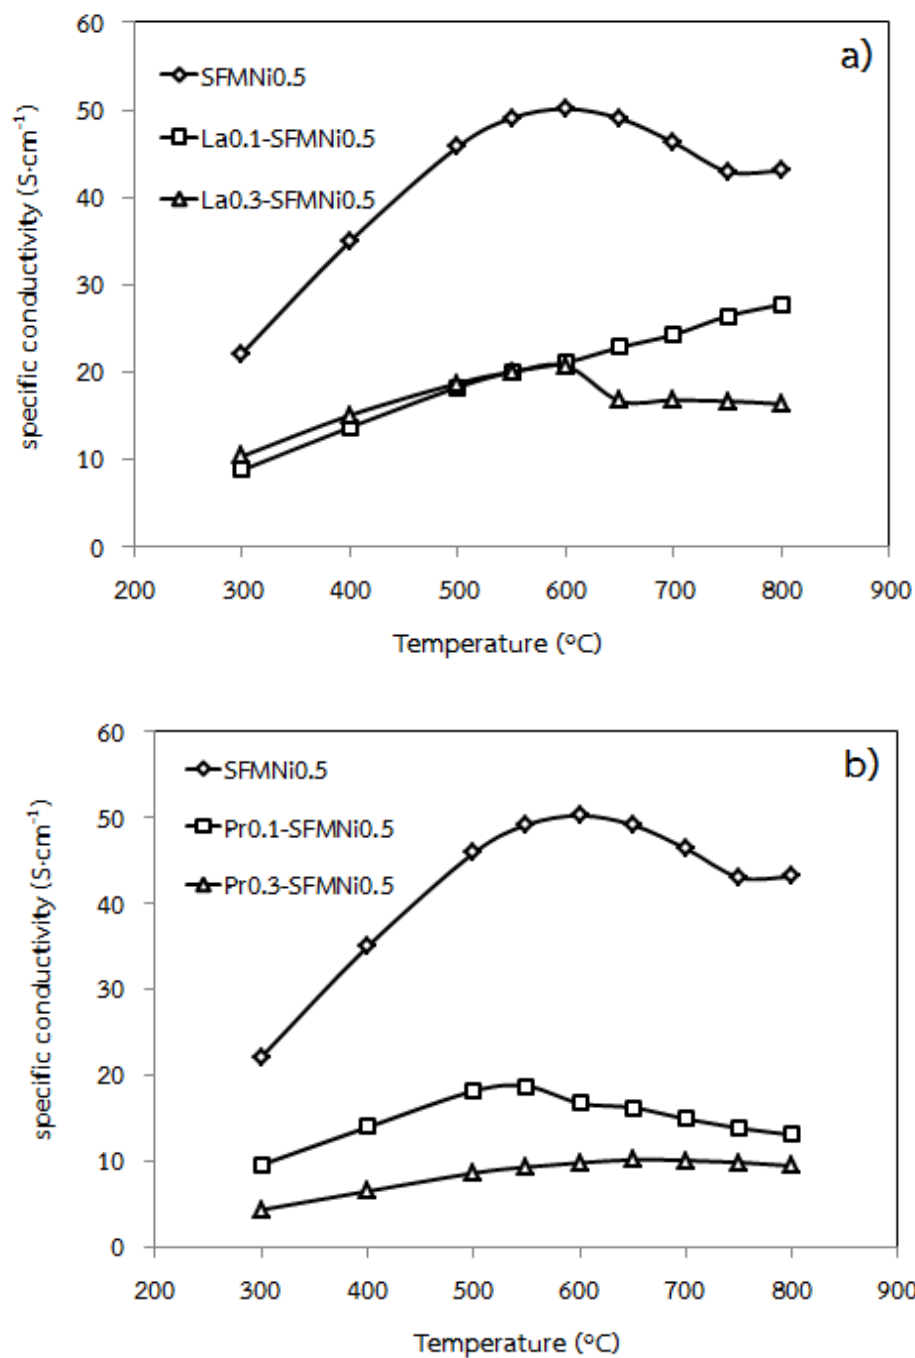 a)
SFMNi0.5
La0.1-SFMNi0.5
La0.3-SFMNi0.5
specific conductivity (S·cm⁻¹)
60
50
40
30
20
10
0
200 300 400 500 600 700 800 900
Temperature (ºC)
b)
SFMNi0.5
Pr0.1-SFMNi0.5
Pr0.3-SFMNi0.5
specific conductivity (S·cm⁻¹)
60
50
40
30
20
10
0
200 300 400 500 600 700 800 900
Temperature (ºC)